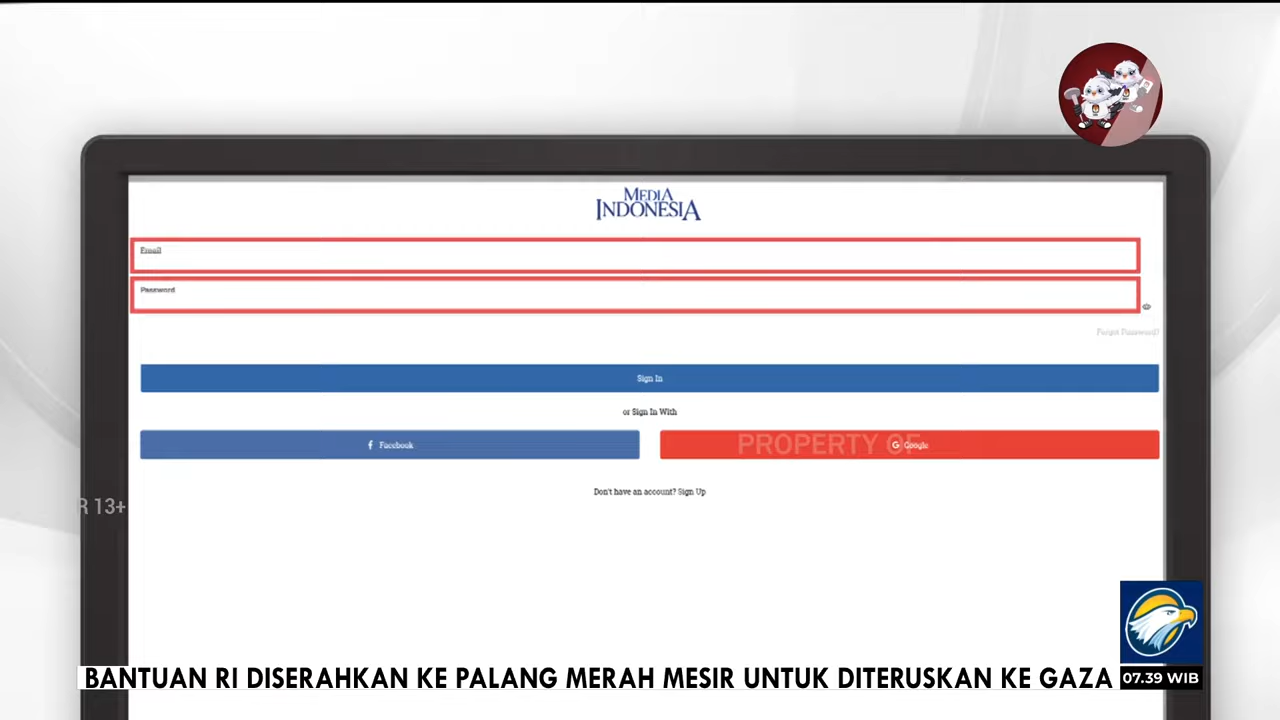 MEDIA
INDONESIA
Email
Password
Forgot Password?
Sign In
or Sign In With
Facebook
PROPERTY OF
G Google
Don't have an account? Sign Up
R 13+
BANTUAN RI DISERAHKAN KE PALANG MERAH MESIR UNTUK DITERUSKAN KE GAZA
07.39 WIB